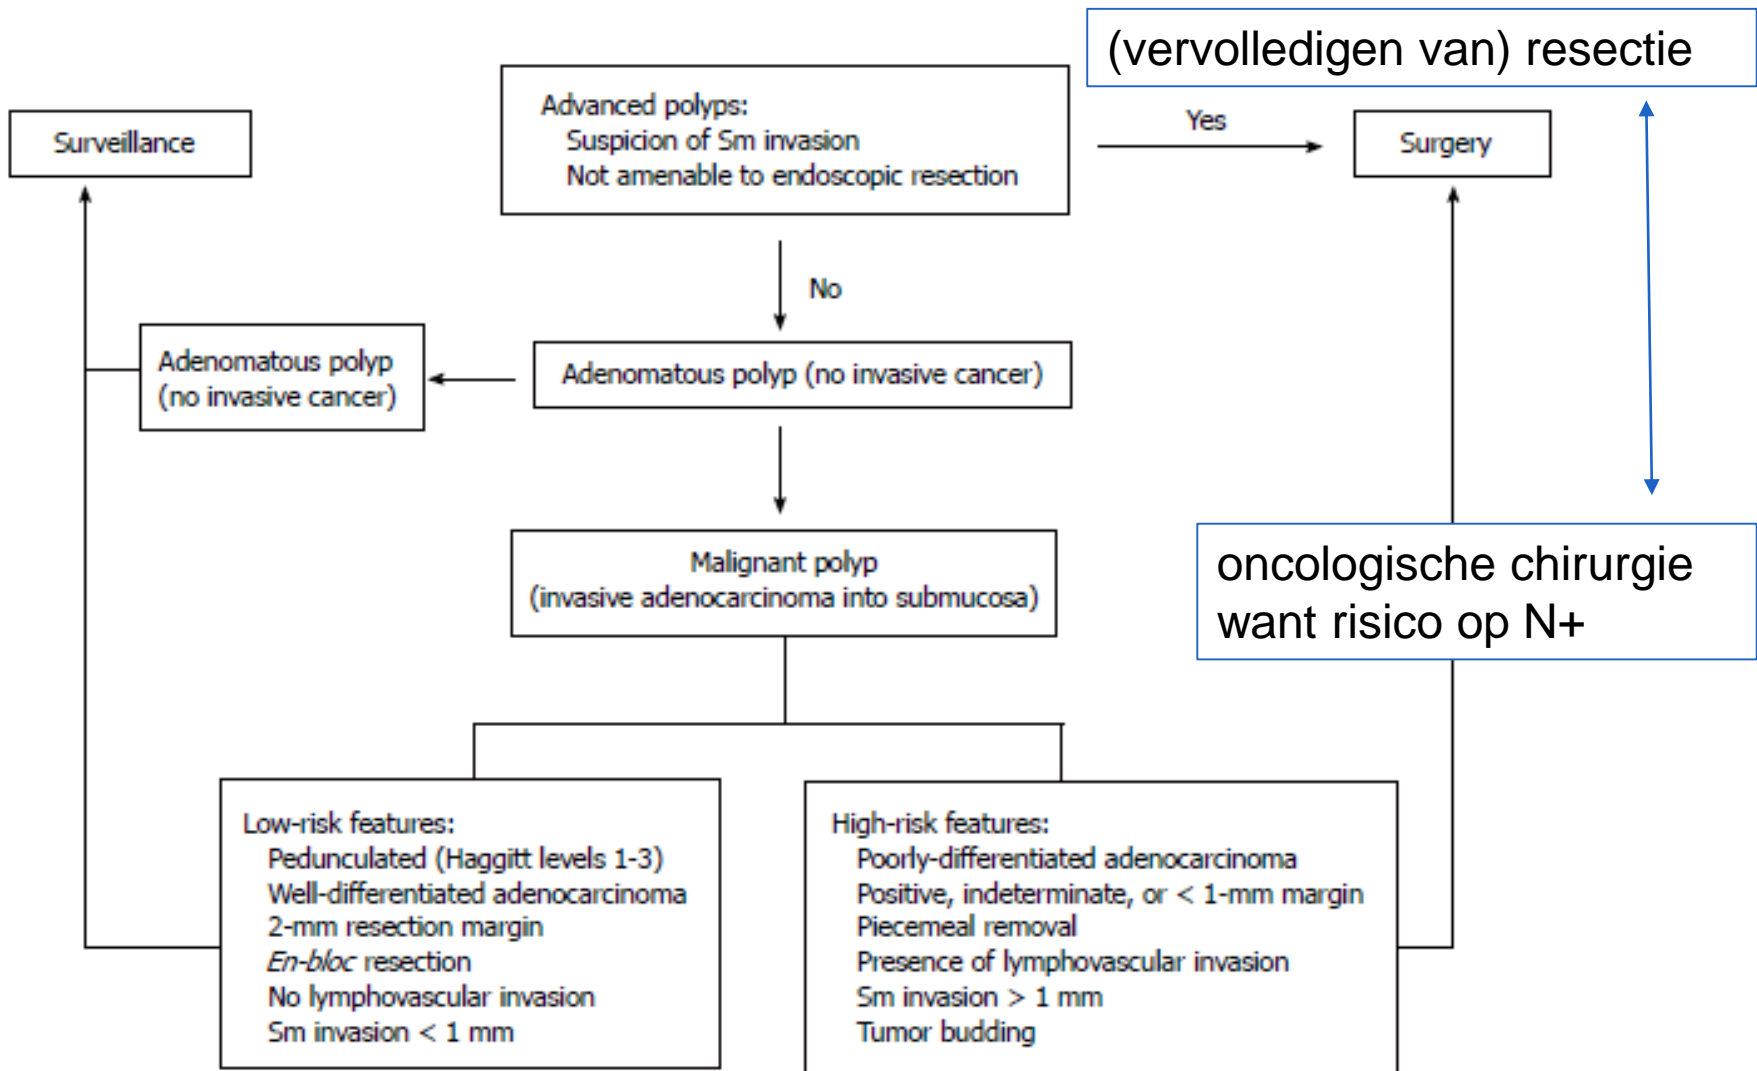 (vervolledigen van) resectie
Advanced polyps:
Suspicion of Sm invasion
Not amenable to endoscopic resection
Yes
Surgery
Surveillance
No
Adenomatous polyp
(no invasive cancer)
Adenomatous polyp (no invasive cancer)
Malignant polyp
(invasive adenocarcinoma into submucosa)
oncologische chirurgie
want risico op N+
Low-risk features:
Pedunculated (Haggitt levels 1-3)
Well-differentiated adenocarcinoma
2-mm resection margin
En-bloc resection
No lymphovascular invasion
Sm invasion < 1 mm
High-risk features:
Poorly-differentiated adenocarcinoma
Positive, indeterminate, or < 1-mm margin
Piecemeal removal
Presence of lymphovascular invasion
Sm invasion > 1 mm
Tumor budding